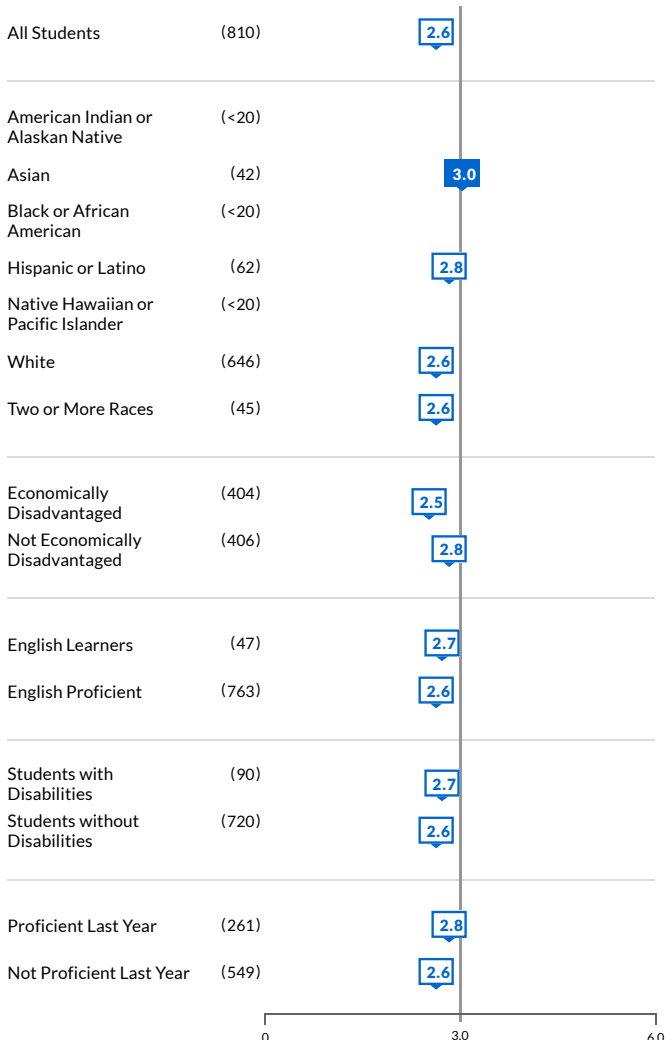 All Students (810) 2.6
American Indian or (<20)
Alaskan Native
Asian (42) 3.0
Black or African (<20)
American
Hispanic or Latino (62) 2.8
Native Hawaiian or (<20)
Pacific Islander
White (646) 2.6
Two or More Races (45) 2.6
Economically (404) 2.5
Disadvantaged
Not Economically (406) 2.8
Disadvantaged
English Learners (47) 2.7
English Proficient (763) 2.6
Students with (90) 2.7
Disabilities
Students without (720) 2.6
Disabilities
Proficient Last Year (261) 2.8
Not Proficient Last Year (549) 2.6
0 3.0 6.0